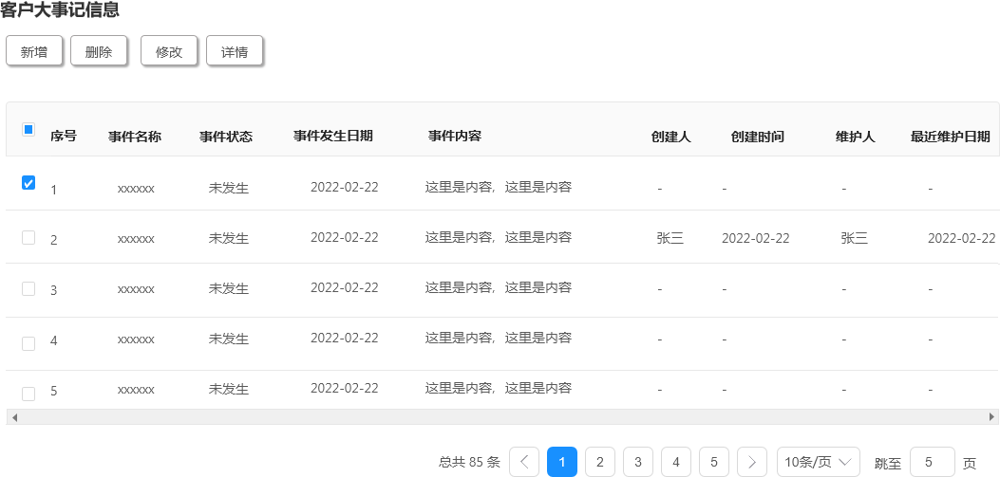 客户大事记信息
新增 删除 修改 详情
序号 事件名称 事件状态 事件发生日期 事件内容 创建人 创建时间 维护人 最近维护日期
1 xxxxxx 未发生 2022-02-22 这里是内容，这里是内容 - - - -
2 xxxxxx 未发生 2022-02-22 这里是内容，这里是内容 张三 2022-02-22 张三 2022-02-22
3 xxxxxx 未发生 2022-02-22 这里是内容，这里是内容 - - - -
4 xxxxxx 未发生 2022-02-22 这里是内容，这里是内容 - - - -
5 xxxxxx 未发生 2022-02-22 这里是内容，这里是内容 - - - -
总共 85 条 1 2 3 4 5 10条/页 跳至 5 页